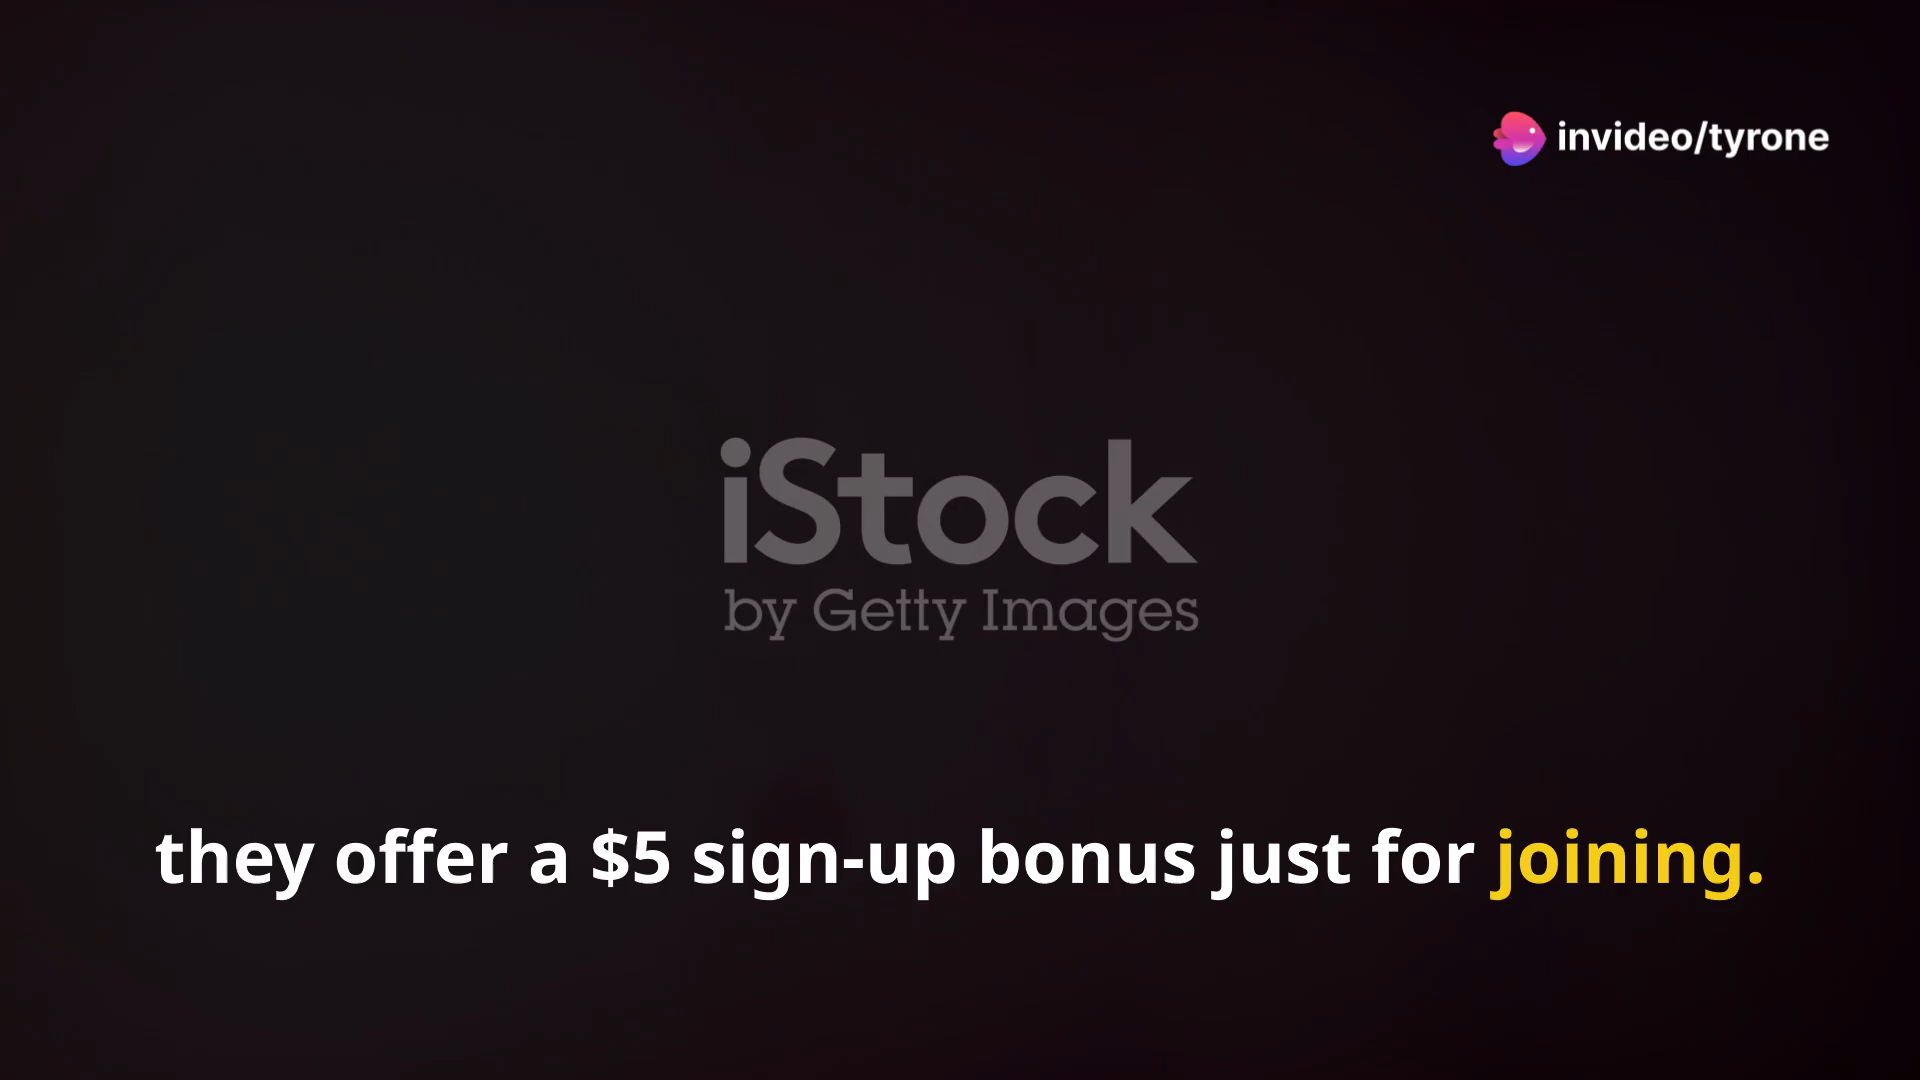 invideo/tyrone
iStock
by Getty Images
they offer a $5 sign-up bonus just for joining.